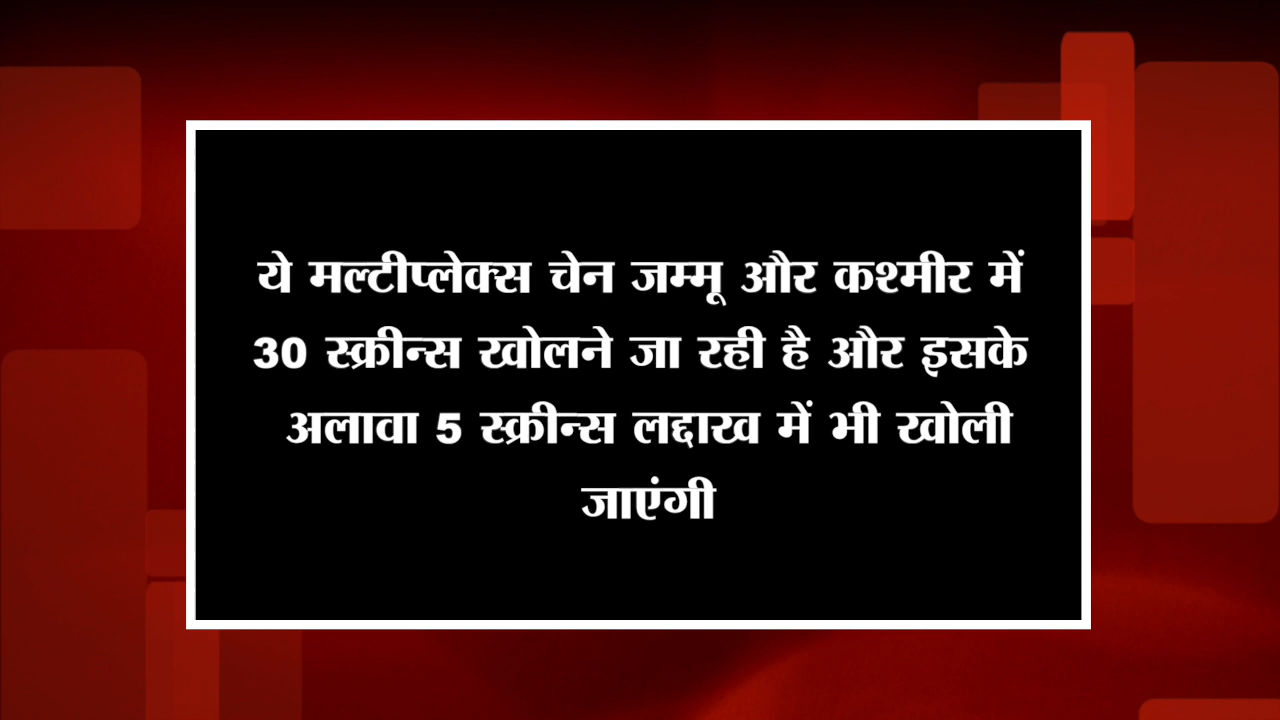 ये मल्टीप्लेक्स चेन जम्मू और कश्मीर में
30 स्क्रीन्स खोलने जा रही है और इसके
अलावा 5 स्क्रीन्स लद्दाख में भी खोली
जाएंगी